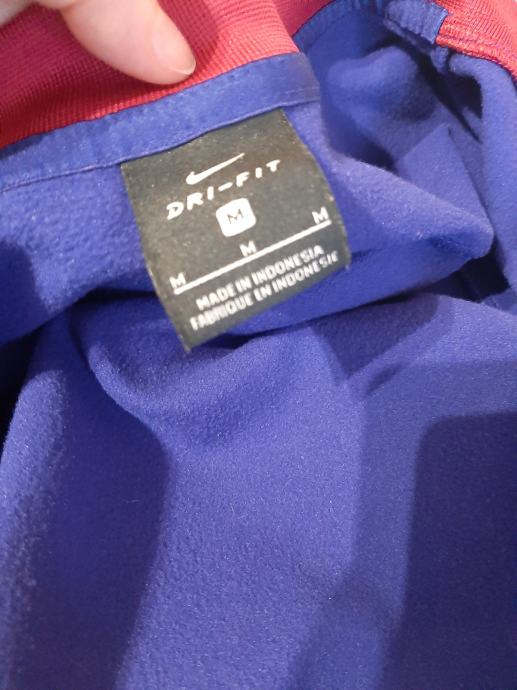 DRI-FIT
M
M M M
MADE IN INDONESIA
FABRIQUE EN INDONESIE